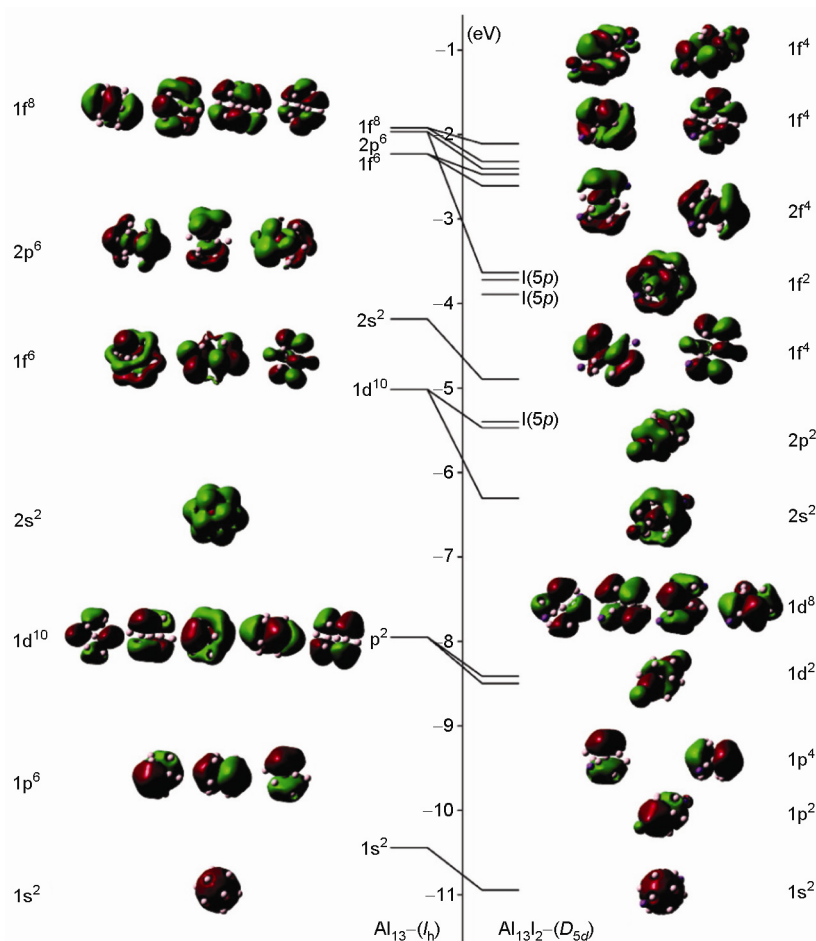 (eV)
−1
−2
−3
−4
−5
−6
−7
−8
−9
−10
−11
1f⁸
2p⁶
1f⁶
2s²
1d¹⁰
1p⁶
1s²
1f⁸
2p⁶
1f⁶
2s²
1d¹⁰
p²
1s²
I(5p)
I(5p)
I(5p)
1f⁴
1f⁴
2f⁴
1f²
1f⁴
2p²
2s²
1d⁸
1d²
1p⁴
1p²
1s²
Al₁₃–(Iₕ)
Al₁₃I₂–(D₅d)